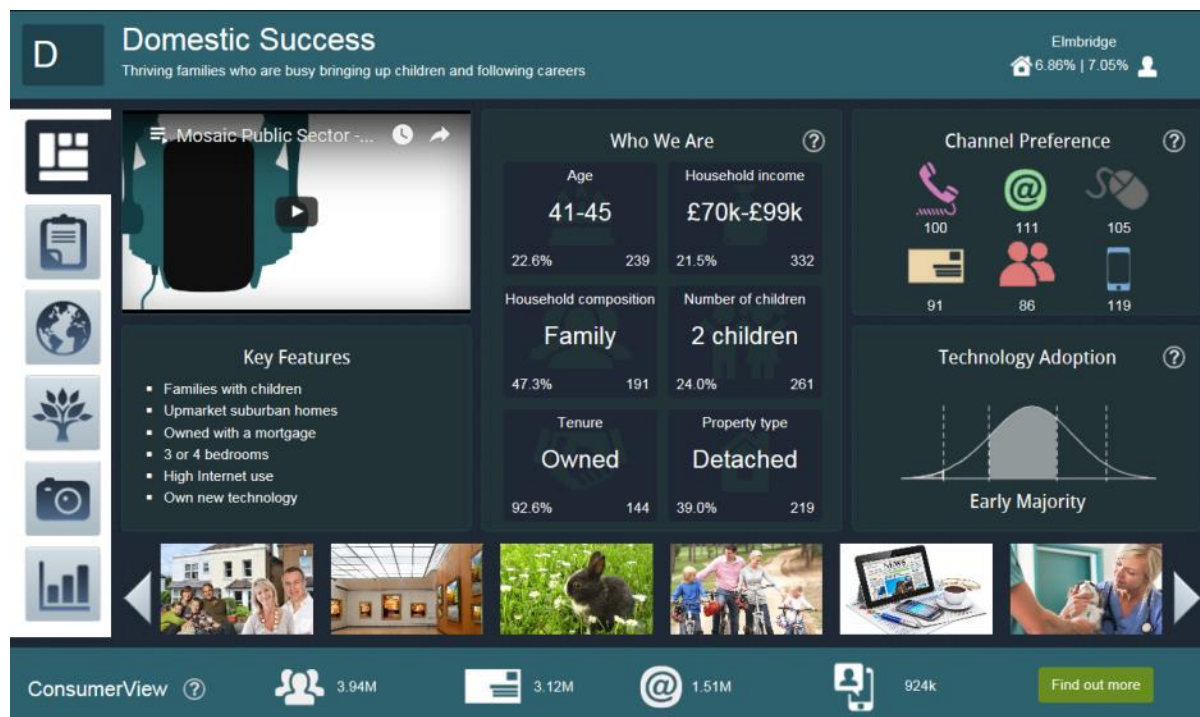 D
Domestic Success
Thriving families who are busy bringing up children and following careers
Elmbridge
6.86% | 7.05%
Mosaic Public Sector -...
Who We Are
?
Age
41-45
22.6% 239
Household income
£70k-£99k
21.5% 332
Household composition
Family
47.3% 191
Number of children
2 children
24.0% 261
Tenure
Owned
92.6% 144
Property type
Detached
39.0% 219
Channel Preference
?
@
100 111 105
91 86 119
Key Features
Families with children
Upmarket suburban homes
Owned with a mortgage
3 or 4 bedrooms
High Internet use
Own new technology
Technology Adoption
?
Early Majority
NEWS
ConsumerView ?
3.94M
3.12M
@ 1.51M
924k
Find out more